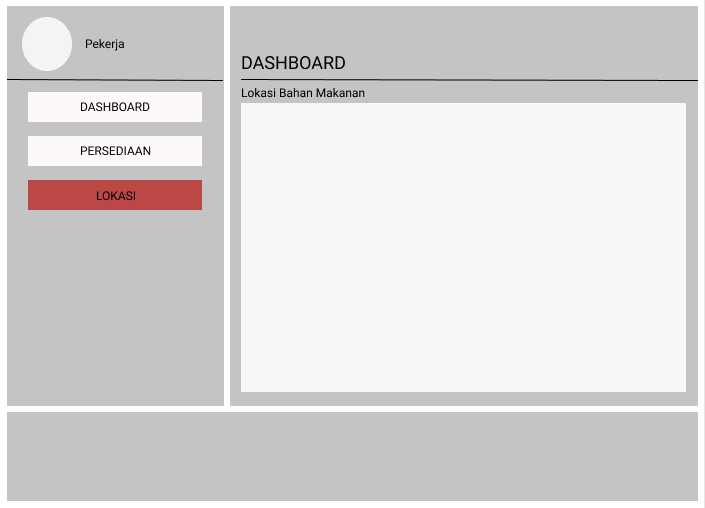 Pekerja
DASHBOARD
PERSEDIAAN
LOKASI
DASHBOARD
Lokasi Bahan Makanan